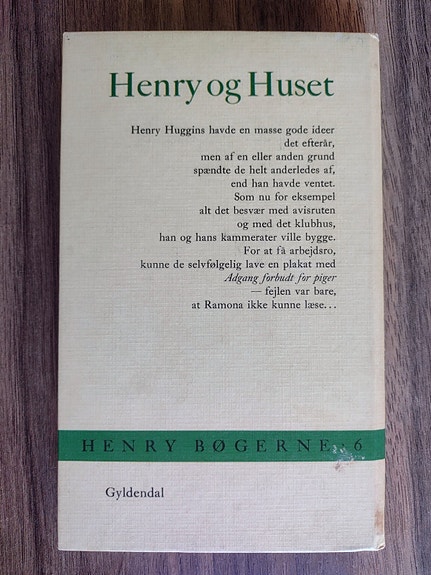 Henry og Huset
Henry Huggins havde en masse gode ideer
det efterår,
men af en eller anden grund
spændte de helt anderledes af,
end han havde ventet.
Som nu for eksempel
alt det besvær med avisruten
og med det klubhus,
han og hans kammerater ville bygge.
For at få arbejdsro,
kunne de selvfølgelig lave en plakat med
Adgang forbudt for piger
— fejlen var bare,
at Ramona ikke kunne læse...
HENRY BØGERNE · 6
Gyldendal